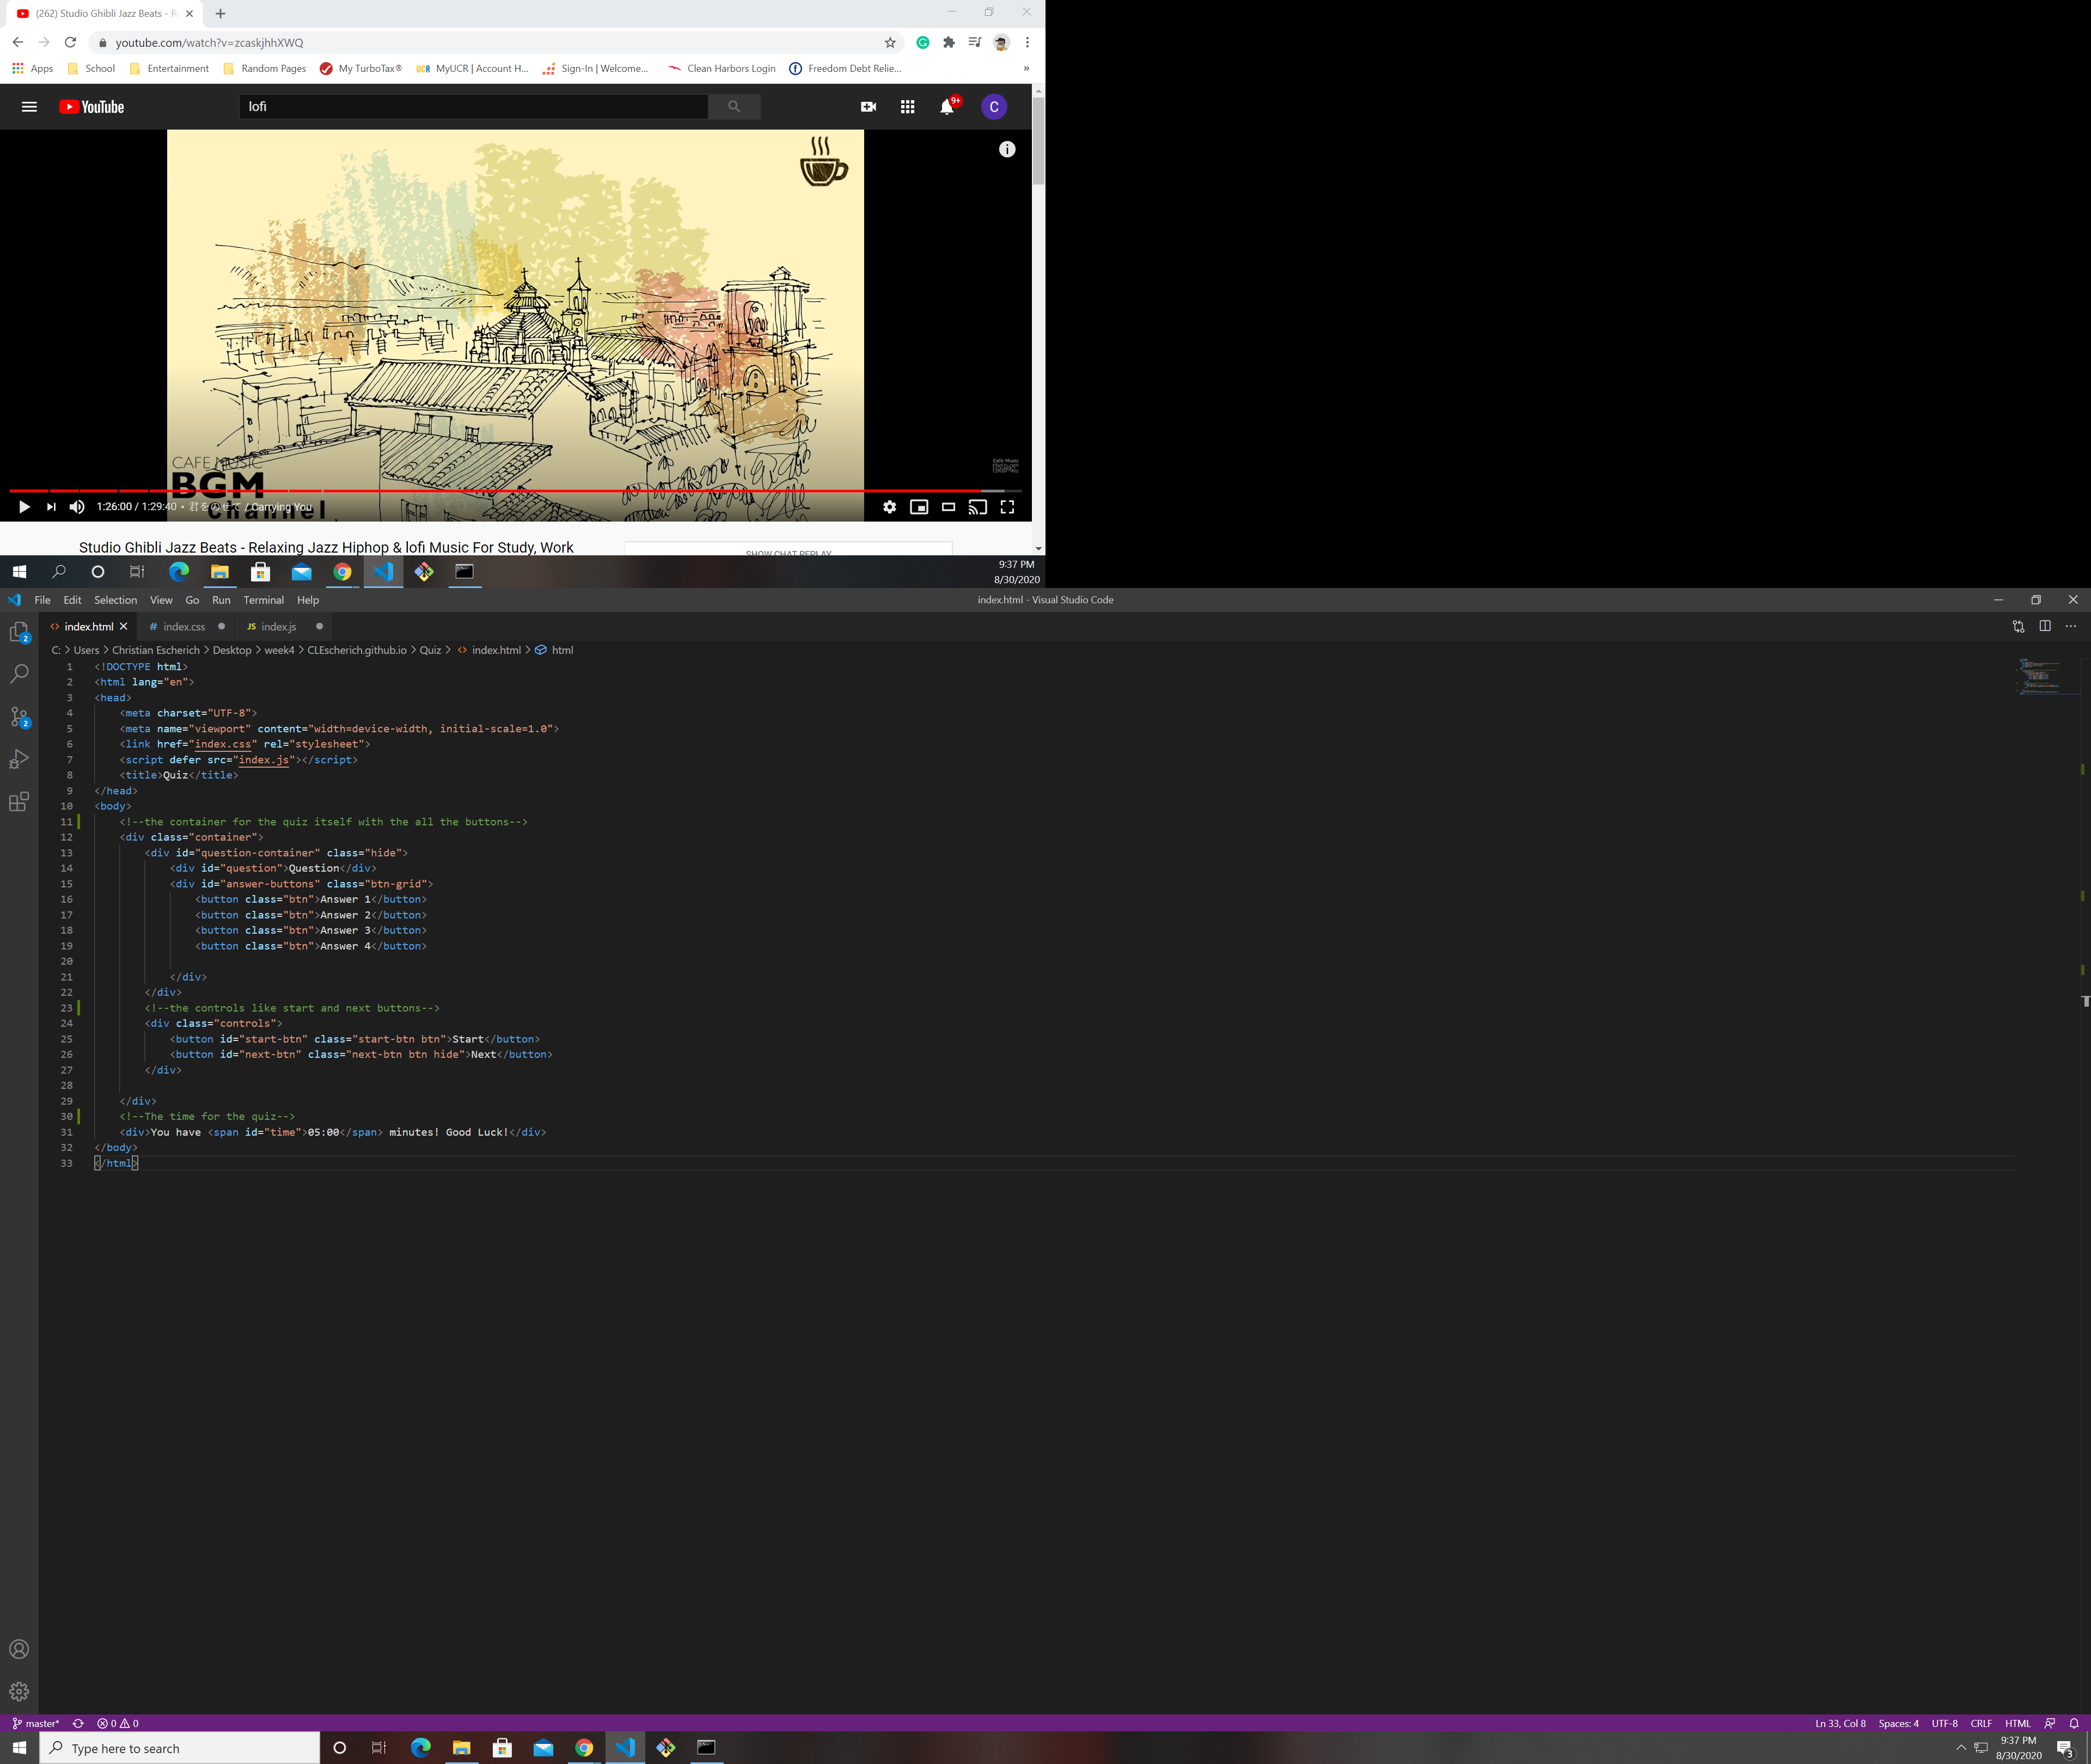 (262) Studio Ghibli Jazz Beats - R
youtube.com/watch?v=zcaskjhhXWQ
Apps School Entertainment Random Pages My TurboTax® UCR MyUCR | Account H... Sign-In | Welcome... Clean Harbors Login Freedom Debt Relie... »
YouTube lofi 9+ C
CAFE MUSIC
BGM
channel
Cafe Music
1:26:00 / 1:29:40 • 君をのせて / Carrying You
Studio Ghibli Jazz Beats - Relaxing Jazz Hiphop & lofi Music For Study, Work
SHOW CHAT REPLAY
9:37 PM
8/30/2020
File Edit Selection View Go Run Terminal Help index.html - Visual Studio Code
index.html # index.css JS index.js
C: > Users > Christian Escherich > Desktop > week4 > CLEscherich.github.io > Quiz > index.html > html
1 <!DOCTYPE html>
2 <html lang="en">
3 <head>
4 <meta charset="UTF-8">
5 <meta name="viewport" content="width=device-width, initial-scale=1.0">
6 <link href="index.css" rel="stylesheet">
7 <script defer src="index.js"></script>
8 <title>Quiz</title>
9 </head>
10 <body>
11 <!--the container for the quiz itself with the all the buttons-->
12 <div class="container">
13 <div id="question-container" class="hide">
14 <div id="question">Question</div>
15 <div id="answer-buttons" class="btn-grid">
16 <button class="btn">Answer 1</button>
17 <button class="btn">Answer 2</button>
18 <button class="btn">Answer 3</button>
19 <button class="btn">Answer 4</button>
20
21 </div>
22 </div>
23 <!--the controls like start and next buttons-->
24 <div class="controls">
25 <button id="start-btn" class="start-btn btn">Start</button>
26 <button id="next-btn" class="next-btn btn hide">Next</button>
27 </div>
28
29 </div>
30 <!--The time for the quiz-->
31 <div>You have <span id="time">05:00</span> minutes! Good Luck!</div>
32 </body>
33 </html>
2
2
master* 0 0 Ln 33, Col 8 Spaces: 4 UTF-8 CRLF HTML
Type here to search
9:37 PM
8/30/2020
3